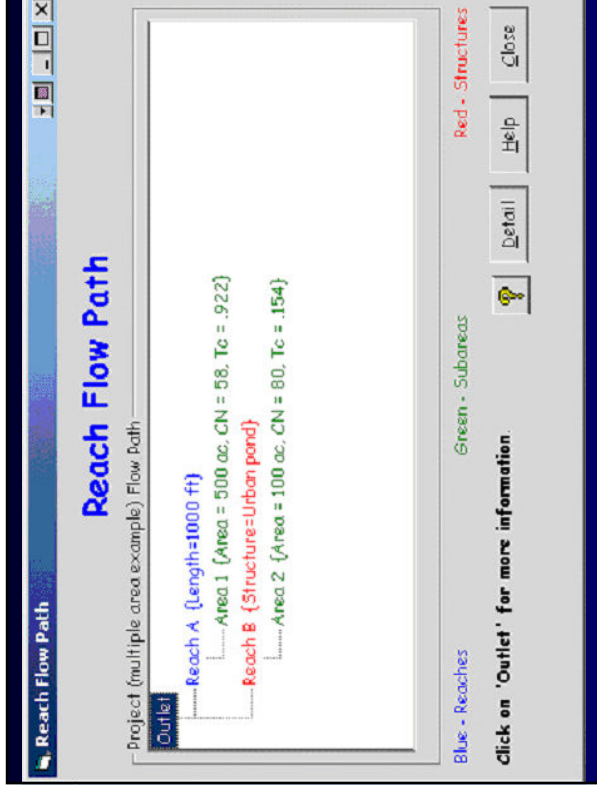 Reach Flow Path
Reach Flow Path
Project (multiple area example) Flow Path
Outlet
Reach A {Length=1000 ft}
Area 1 {Area = 500 ac, CN = 58, Tc = .922}
Reach B {Structure=Urban pond}
Area 2 {Area = 100 ac, CN = 80, Tc = .154}
Blue - Reaches Green - Subareas Red - Structures
Click on 'Outlet' for more information.
? Detail Help Close